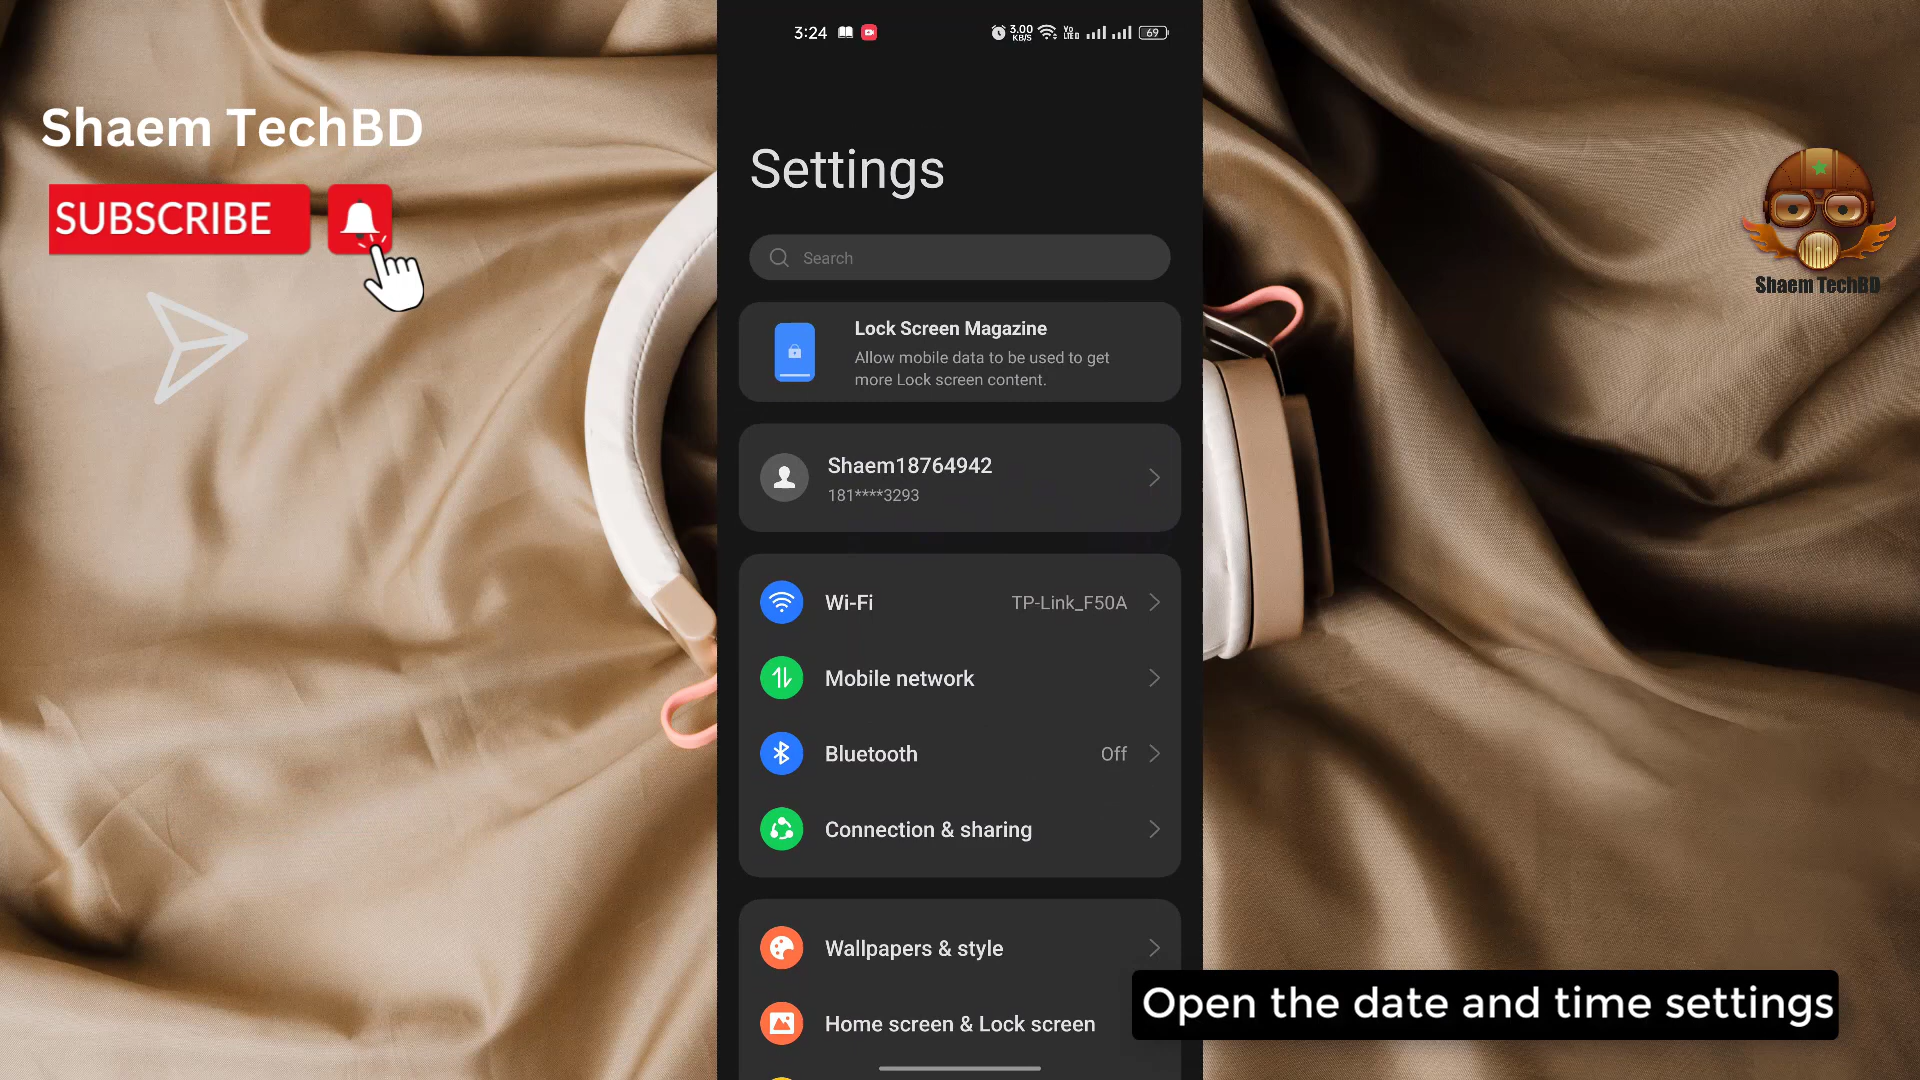 Shaem TechBD
SUBSCRIBE
3:24
3.00
KB/S
VO
LTE
69
Settings
Search
Lock Screen Magazine
Allow mobile data to be used to get
more Lock screen content.
Shaem18764942
181****3293
Wi-Fi
TP-Link_F50A
Mobile network
Bluetooth
Off
Connection & sharing
Wallpapers & style
Home screen & Lock screen
Shaem TechBD
Open the date and time settings